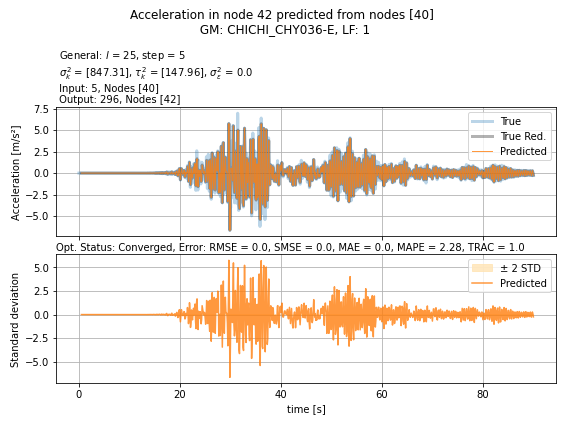 Acceleration in node 42 predicted from nodes [40]
GM: CHICHI_CHY036-E, LF: 1
General: l = 25, step = 5
σ²_k = [847.31], τ²_k = [147.96], σ²_ε = 0.0
Input: 5, Nodes [40]
Output: 296, Nodes [42]
Acceleration [m/s²]
7.5
5.0
2.5
0.0
−2.5
−5.0
True
True Red.
Predicted
Opt. Status: Converged, Error: RMSE = 0.0, SMSE = 0.0, MAE = 0.0, MAPE = 2.28, TRAC = 1.0
Standard deviation
5.0
2.5
0.0
−2.5
−5.0
± 2 STD
Predicted
0 20 40 60 80
time [s]